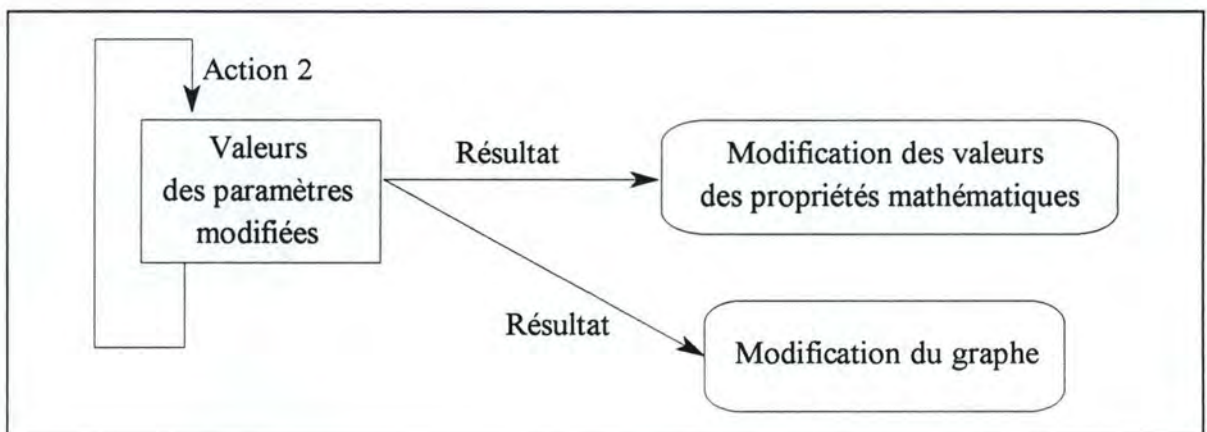 Action 2
Valeurs
des paramètres
modifiées
Résultat
Modification des valeurs
des propriétés mathématiques
Résultat
Modification du graphe